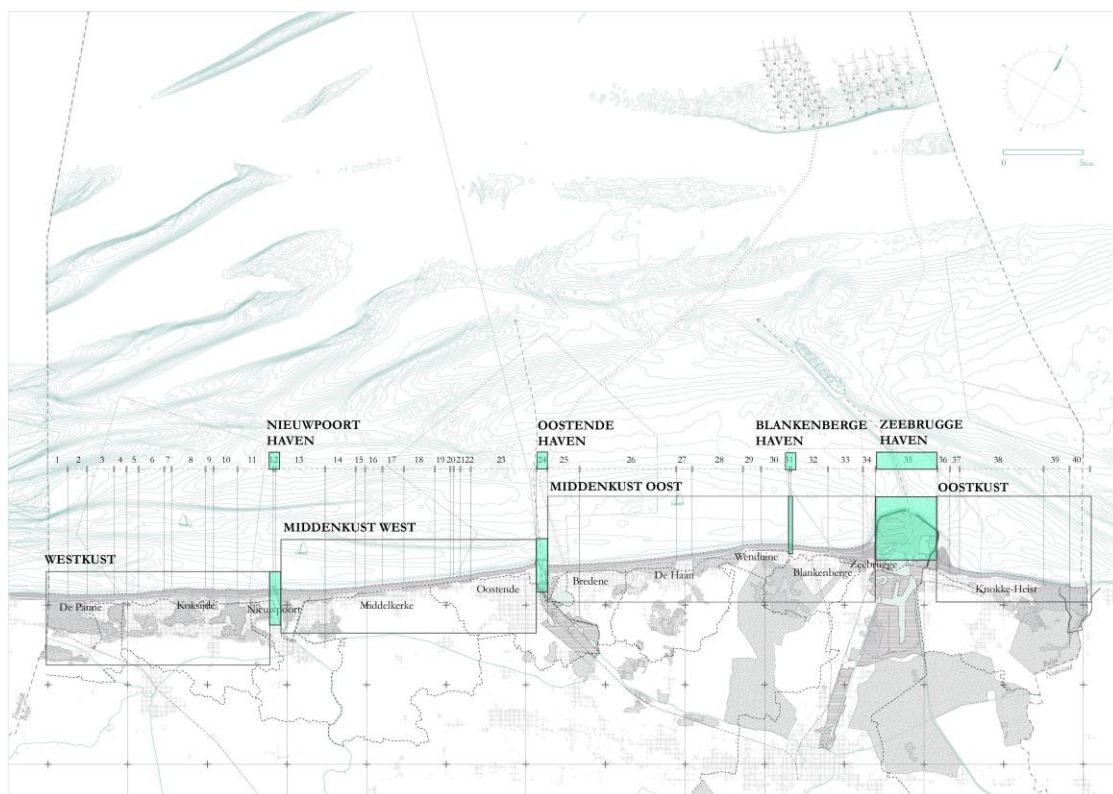 0 5Km
NIEUWPOORT
HAVEN
OOSTENDE
HAVEN
BLANKENBERGE
HAVEN
ZEEBRUGGE
HAVEN
1 2 3 4 5 6 7 8 9 10 11 12 13 14 15 16 17 18 19 20 21 22 23 24 25 26 27 28 29 30 31 32 33 34 35 36 37 38 39 40
WESTKUST
MIDDENKUST WEST
MIDDENKUST OOST
OOSTKUST
De Panne
Koksijde
Nieuwpoort
Middelkerke
Oostende
Bredene
De Haan
Wenduine
Blankenberge
Zeebrugge
Knokke-Heist